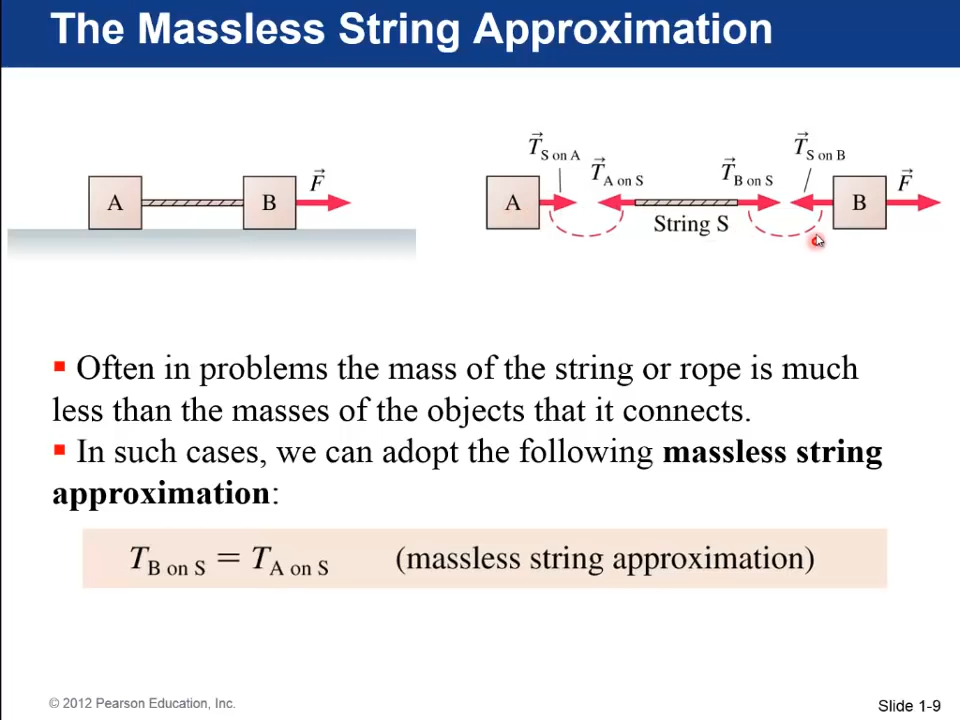 The Massless String Approximation
A B F⃗
T⃗S on A T⃗A on S T⃗B on S T⃗S on B
A String S B F⃗
▪ Often in problems the mass of the string or rope is much
less than the masses of the objects that it connects.
▪ In such cases, we can adopt the following massless string
approximation:
TB on S = TA on S (massless string approximation)
© 2012 Pearson Education, Inc.
Slide 1-9